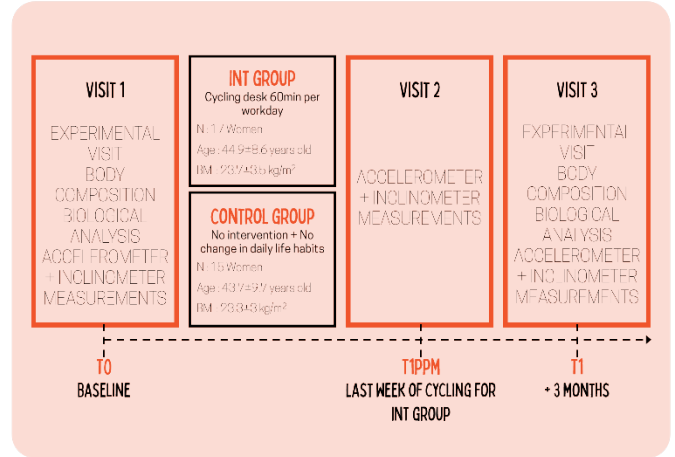 VISIT 1
EXPERIMENTAL
VISIT
BODY
COMPOSITION
BIOLOGICAL
ANALYSIS
ACCELEROMETER
+ INCLINOMETER
MEASUREMENTS
INT GROUP
Cycling desk 60min per
workday
N : 17 Women
Age : 44.9±8.6 years old
BMI : 23.7±3.5 kg/m²
CONTROL GROUP
No intervention + No
change in daily life habits
N : 15 Women
Age : 43.7±9.7 years old
BMI : 23.3±3 kg/m²
VISIT 2
ACCELEROMETER
+ INCLINOMETER
MEASUREMENTS
VISIT 3
EXPERIMENTAL
VISIT
BODY
COMPOSITION
BIOLOGICAL
ANALYSIS
ACCELEROMETER
+ INCLINOMETER
MEASUREMENTS
T0
BASELINE
T1PPM
LAST WEEK OF CYCLING FOR
INT GROUP
T1
+ 3 MONTHS